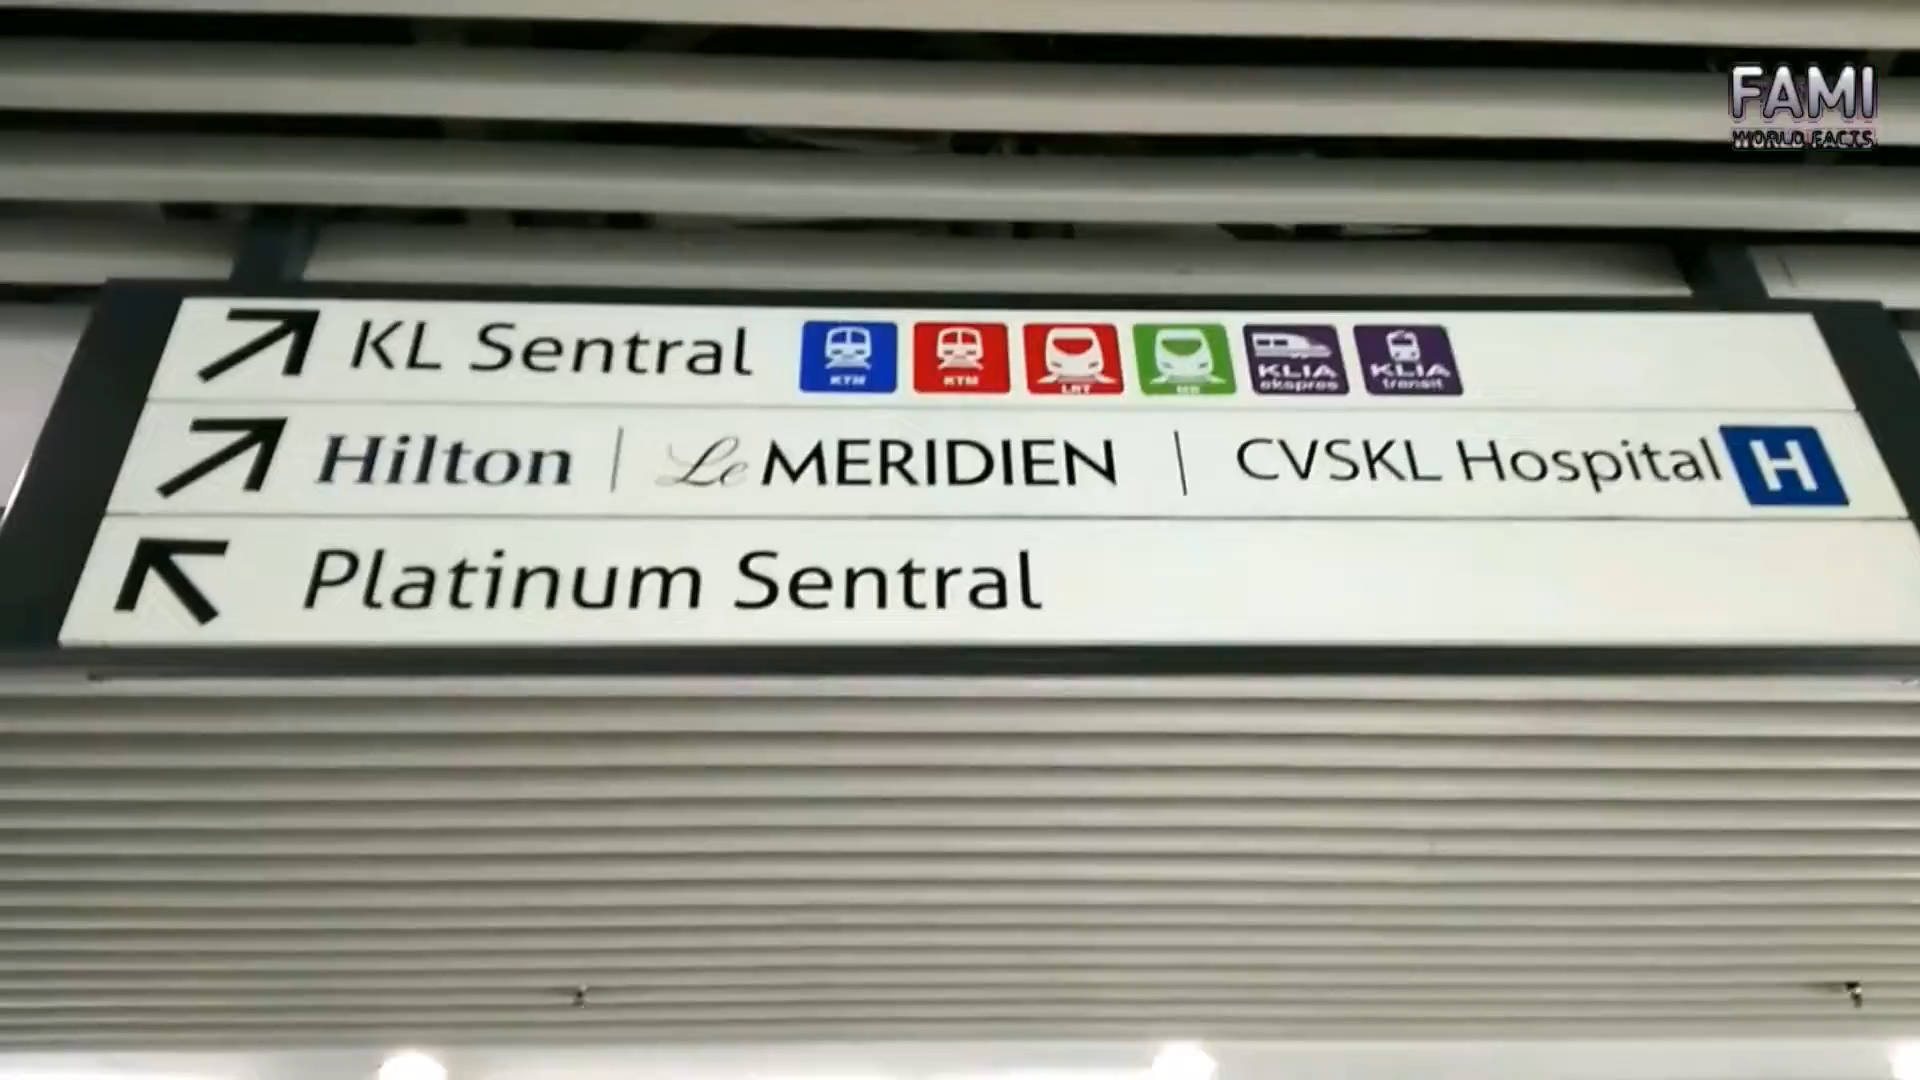 FAMI
WORLD FACTS
KL Sentral KTM KTM LRT KLIA ekspres KLIA transit
Hilton | Le MERIDIEN | CVSKL Hospital H
Platinum Sentral